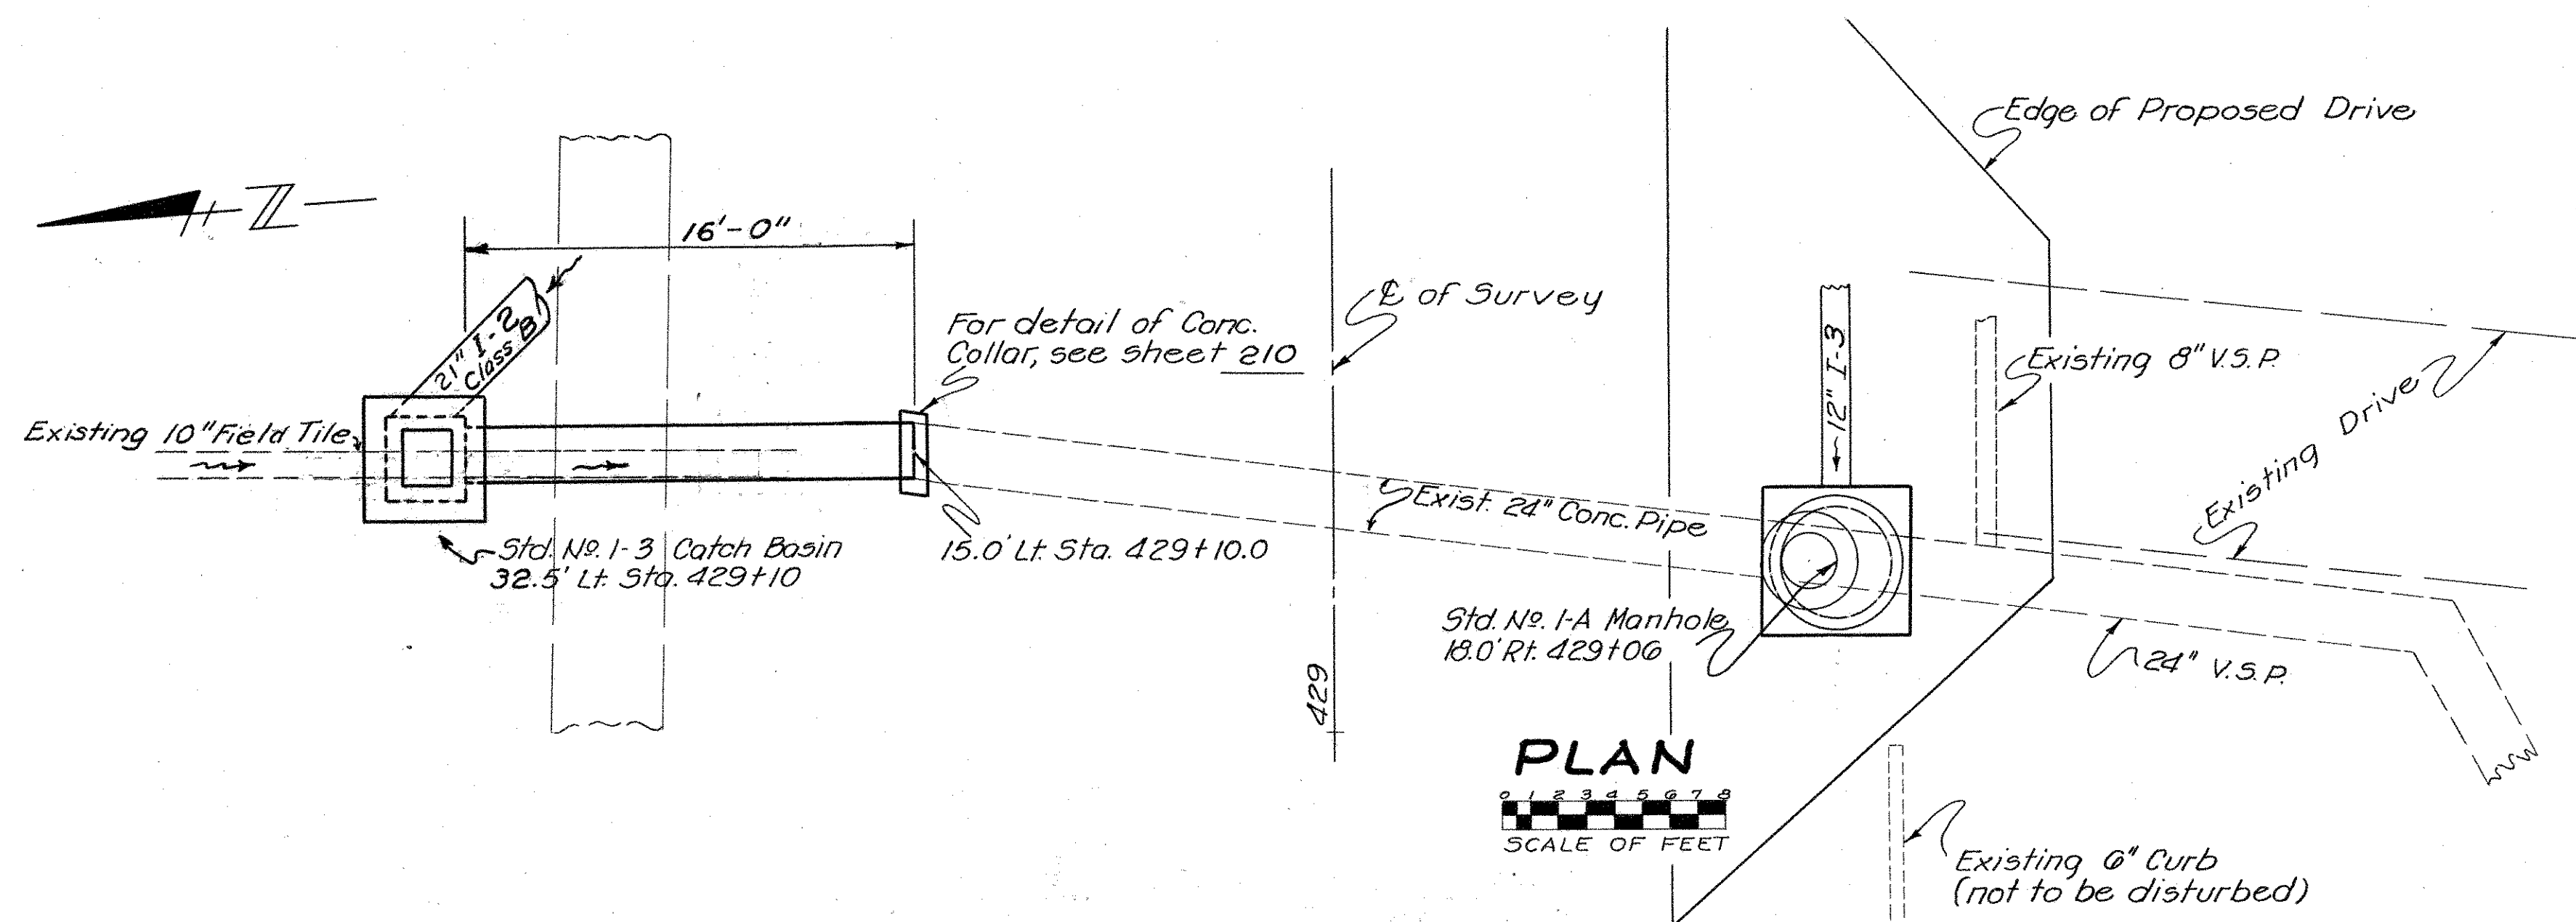 Edge of Proposed Drive
N
16'-0"
21" I-2
Class B
For detail of Conc.
Collar, see sheet 210
℄ of Survey
12" I-3
Existing 8" V.S.P.
Existing Drive
Existing 10" Field Tile
Std. No. 1-3 Catch Basin
32.5' Lt. Sta. 429+10
15.0' Lt. Sta. 429+10.0
Exist. 24" Conc. Pipe
Std. No. 1-A Manhole
18.0' Rt. 429+06
24" V.S.P.
429
PLAN
0 1 2 3 4 5 6 7 8
SCALE OF FEET
Existing 6" Curb
(not to be disturbed)